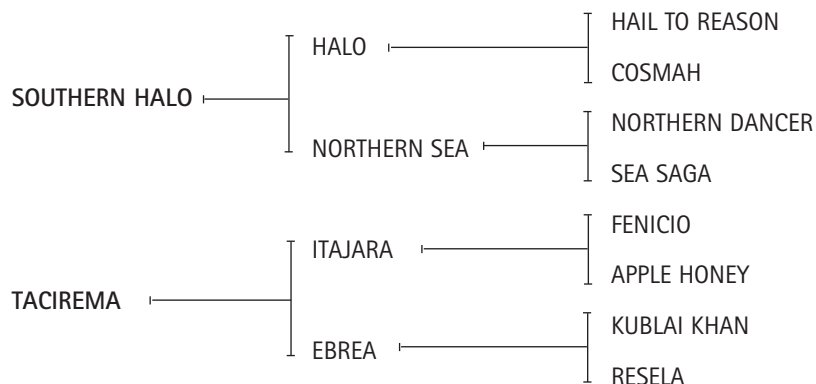 HAIL TO REASON
HALO
COSMAH
SOUTHERN HALO
NORTHERN DANCER
NORTHERN SEA
SEA SAGA
FENICIO
ITAJARA
APPLE HONEY
TACIREMA
KUBLAI KHAN
EBREA
RESELA